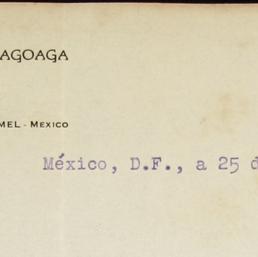 AGOAGA
MEL - MEXICO
México, D.F., a 25 d